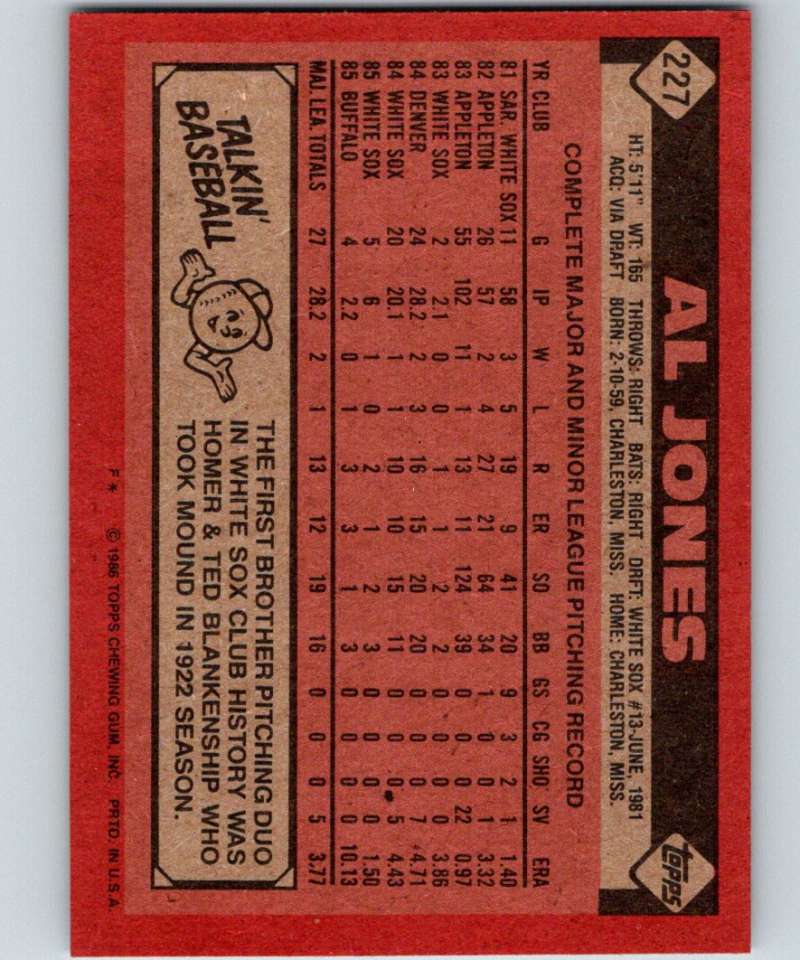 227
AL JONES
TOPPS
HT: 5'11" WT: 165 THROWS: RIGHT BATS: RIGHT DRFT: WHITE SOX #13-JUNE, 1981
ACQ: VIA DRAFT BORN: 2-10-59, CHARLESTON, MISS. HOME: CHARLESTON, MISS.
COMPLETE MAJOR AND MINOR LEAGUE PITCHING RECORD
YR CLUB G IP W L R ER SO BB GS CG SHO SV ERA
81 SAR. WHITE SOX 11 58 3 5 19 9 41 20 9 3 2 1 1.40
82 APPLETON 26 57 2 4 27 21 64 34 1 0 0 1 3.32
83 APPLETON 55 102 11 1 13 11 124 39 0 0 0 22 0.97
83 WHITE SOX 2 2.1 0 0 1 1 2 2 0 0 0 0 3.86
84 DENVER 24 28.2 2 3 16 15 20 20 0 0 0 7 4.71
84 WHITE SOX 20 20.1 1 1 10 10 15 11 0 0 0 5 4.43
85 WHITE SOX 5 6 1 0 2 1 2 3 0 0 0 0 1.50
85 BUFFALO 4 2.2 0 1 3 3 1 3 0 0 0 0 10.13
MAJ. LEA. TOTALS 27 28.2 2 1 13 12 19 16 0 0 0 5 3.77
TALKIN'
BASEBALL
THE FIRST BROTHER PITCHING DUO
IN WHITE SOX CLUB HISTORY WAS
HOMER & TED BLANKENSHIP WHO
TOOK MOUND IN 1922 SEASON.
F* © 1986 TOPPS CHEWING GUM, INC. PRTD. IN U.S.A.